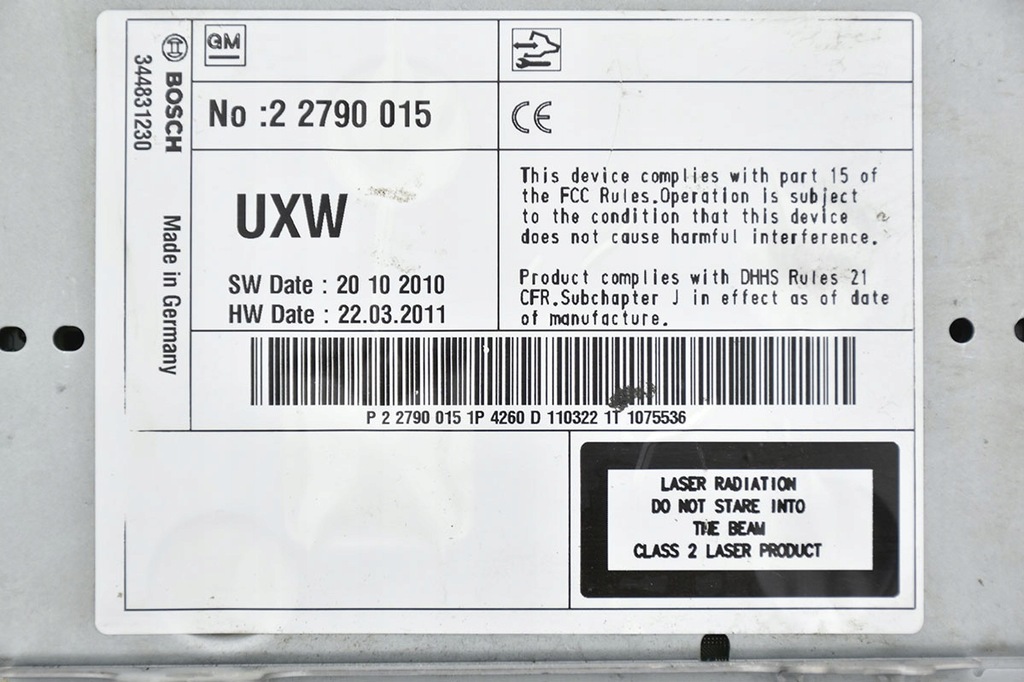 BOSCH
344831230
Made in Germany
GM
No :2 2790 015
CE
UXW
SW Date : 20 10 2010
HW Date : 22.03.2011
This device complies with part 15 of
the FCC Rules.Operation is subject
to the condition that this device
does not cause harmful interference.
Product complies with DHHS Rules 21
CFR.Subchapter J in effect as of date
of manufacture.
P 2 2790 015 1P 4260 D 110322 1T 1075536
LASER RADIATION
DO NOT STARE INTO
THE BEAM
CLASS 2 LASER PRODUCT